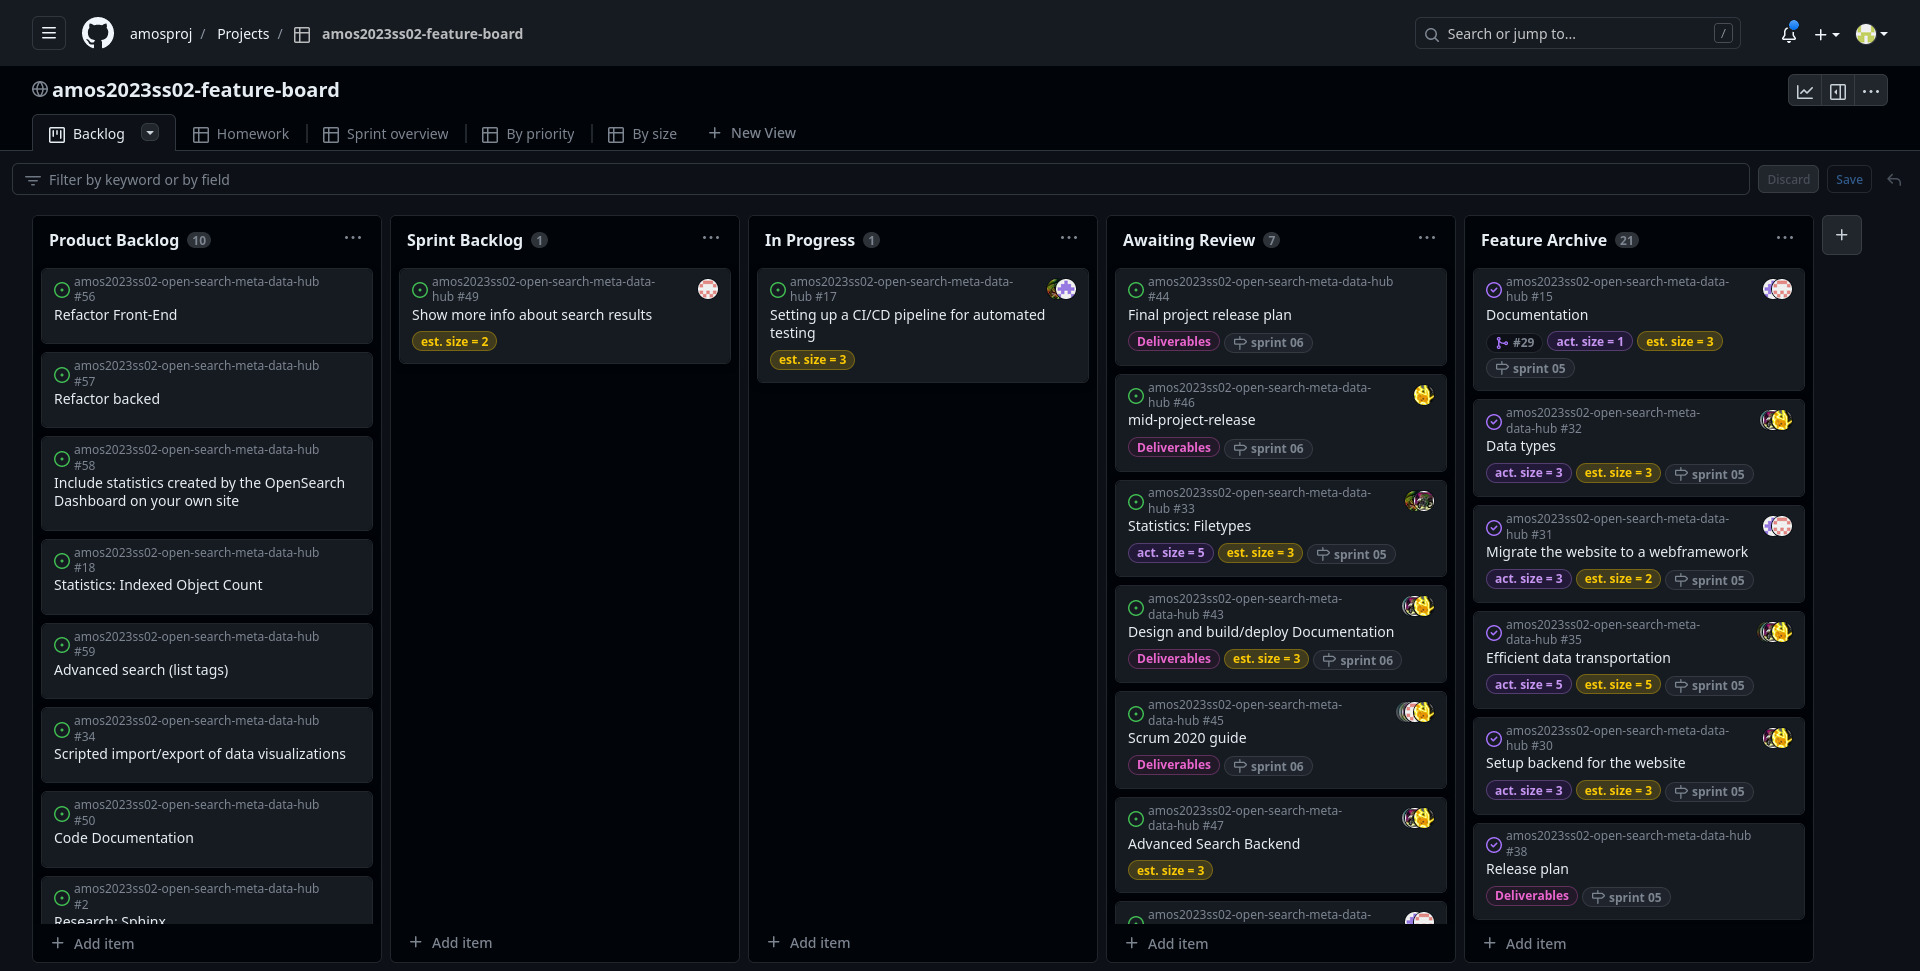 amosproj / Projects / amos2023ss02-feature-board
Search or jump to... /
amos2023ss02-feature-board
Backlog Homework Sprint overview By priority By size + New View
Filter by keyword or by field
Discard Save
Product Backlog 10
amos2023ss02-open-search-meta-data-hub
#56
Refactor Front-End
amos2023ss02-open-search-meta-data-hub
#57
Refactor backed
amos2023ss02-open-search-meta-data-hub
#58
Include statistics created by the OpenSearch
Dashboard on your own site
amos2023ss02-open-search-meta-data-hub
#18
Statistics: Indexed Object Count
amos2023ss02-open-search-meta-data-hub
#59
Advanced search (list tags)
amos2023ss02-open-search-meta-data-hub
#34
Scripted import/export of data visualizations
amos2023ss02-open-search-meta-data-hub
#50
Code Documentation
amos2023ss02-open-search-meta-data-hub
#2
Research: Sphinx
+ Add item
Sprint Backlog 1
amos2023ss02-open-search-meta-data-
hub #49
Show more info about search results
est. size = 2
+ Add item
In Progress 1
amos2023ss02-open-search-meta-data-
hub #17
Setting up a CI/CD pipeline for automated
testing
est. size = 3
+ Add item
Awaiting Review 7
amos2023ss02-open-search-meta-data-hub
#44
Final project release plan
Deliverables sprint 06
amos2023ss02-open-search-meta-data-
hub #46
mid-project-release
Deliverables sprint 06
amos2023ss02-open-search-meta-data-
hub #33
Statistics: Filetypes
act. size = 5 est. size = 3 sprint 05
amos2023ss02-open-search-meta-
data-hub #43
Design and build/deploy Documentation
Deliverables est. size = 3 sprint 06
amos2023ss02-open-search-meta-
data-hub #45
Scrum 2020 guide
Deliverables sprint 06
amos2023ss02-open-search-meta-
data-hub #47
Advanced Search Backend
est. size = 3
amos2023ss02-open-search-meta-data-
+ Add item
Feature Archive 21
amos2023ss02-open-search-meta-data-
hub #15
Documentation
#29 act. size = 1 est. size = 3
sprint 05
amos2023ss02-open-search-meta-
data-hub #32
Data types
act. size = 3 est. size = 3 sprint 05
amos2023ss02-open-search-meta-data-
hub #31
Migrate the website to a webframework
act. size = 3 est. size = 2 sprint 05
amos2023ss02-open-search-meta-
data-hub #35
Efficient data transportation
act. size = 5 est. size = 5 sprint 05
amos2023ss02-open-search-meta-data-
hub #30
Setup backend for the website
act. size = 3 est. size = 3 sprint 05
amos2023ss02-open-search-meta-data-hub
#38
Release plan
Deliverables sprint 05
+ Add item